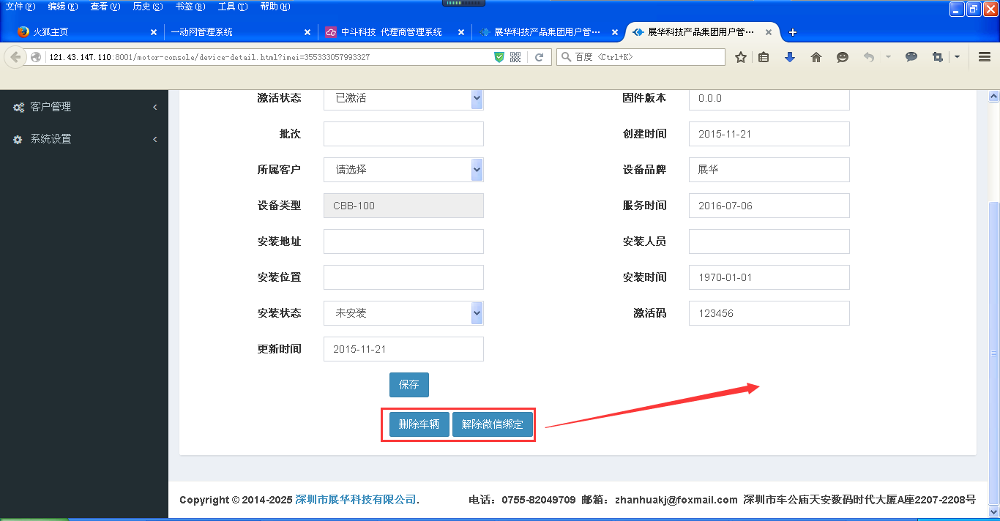 文件(F) 编辑(E) 查看(V) 历史(S) 书签(B) 工具(T) 帮助(H)
火狐主页 一动网管理系统 中斗科技 代理商管理系统 展华科技产品集团用户管··· 展华科技产品集团用户管···
121.43.147.110:8001/motor-console/device-detail.html?imei=355333057993327 百度 <Ctrl+K>
客户管理
系统设置
激活状态 已激活 固件版本 0.0.0
批次 创建时间 2015-11-21
所属客户 请选择 设备品牌 展华
设备类型 CBB-100 服务时间 2016-07-06
安装地址 安装人员
安装位置 安装时间 1970-01-01
安装状态 未安装 激活码 123456
更新时间 2015-11-21
保存
删除车辆 解除微信绑定
Copyright © 2014-2025 深圳市展华科技有限公司. 电话：0755-82049709 邮箱：zhanhuakj@foxmail.com 深圳市车公庙天安数码时代大厦A座2207-2208号